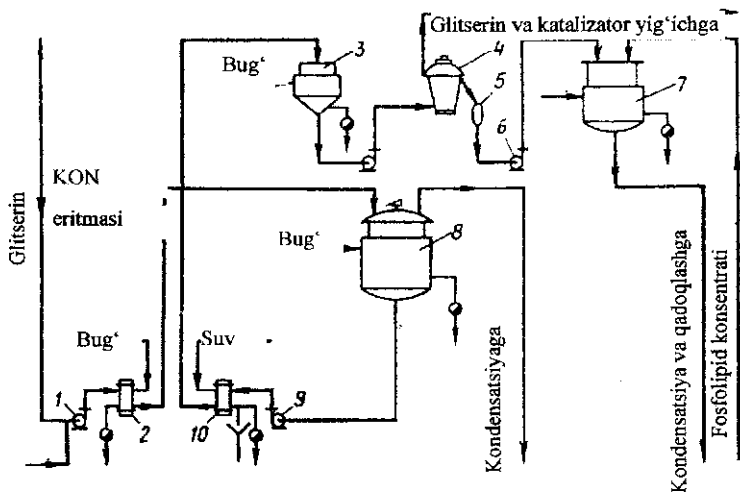 Glitserin va katalizator yig‘ichga
Bug‘
3
4
5
6
7
Glitserin
KON
eritmasi
Bug‘
8
Bug‘
Suv
1
2
10
9
Kondensatsiyaga
Kondensatsiya va qadoqlashga
Fosfolipid konsentrati